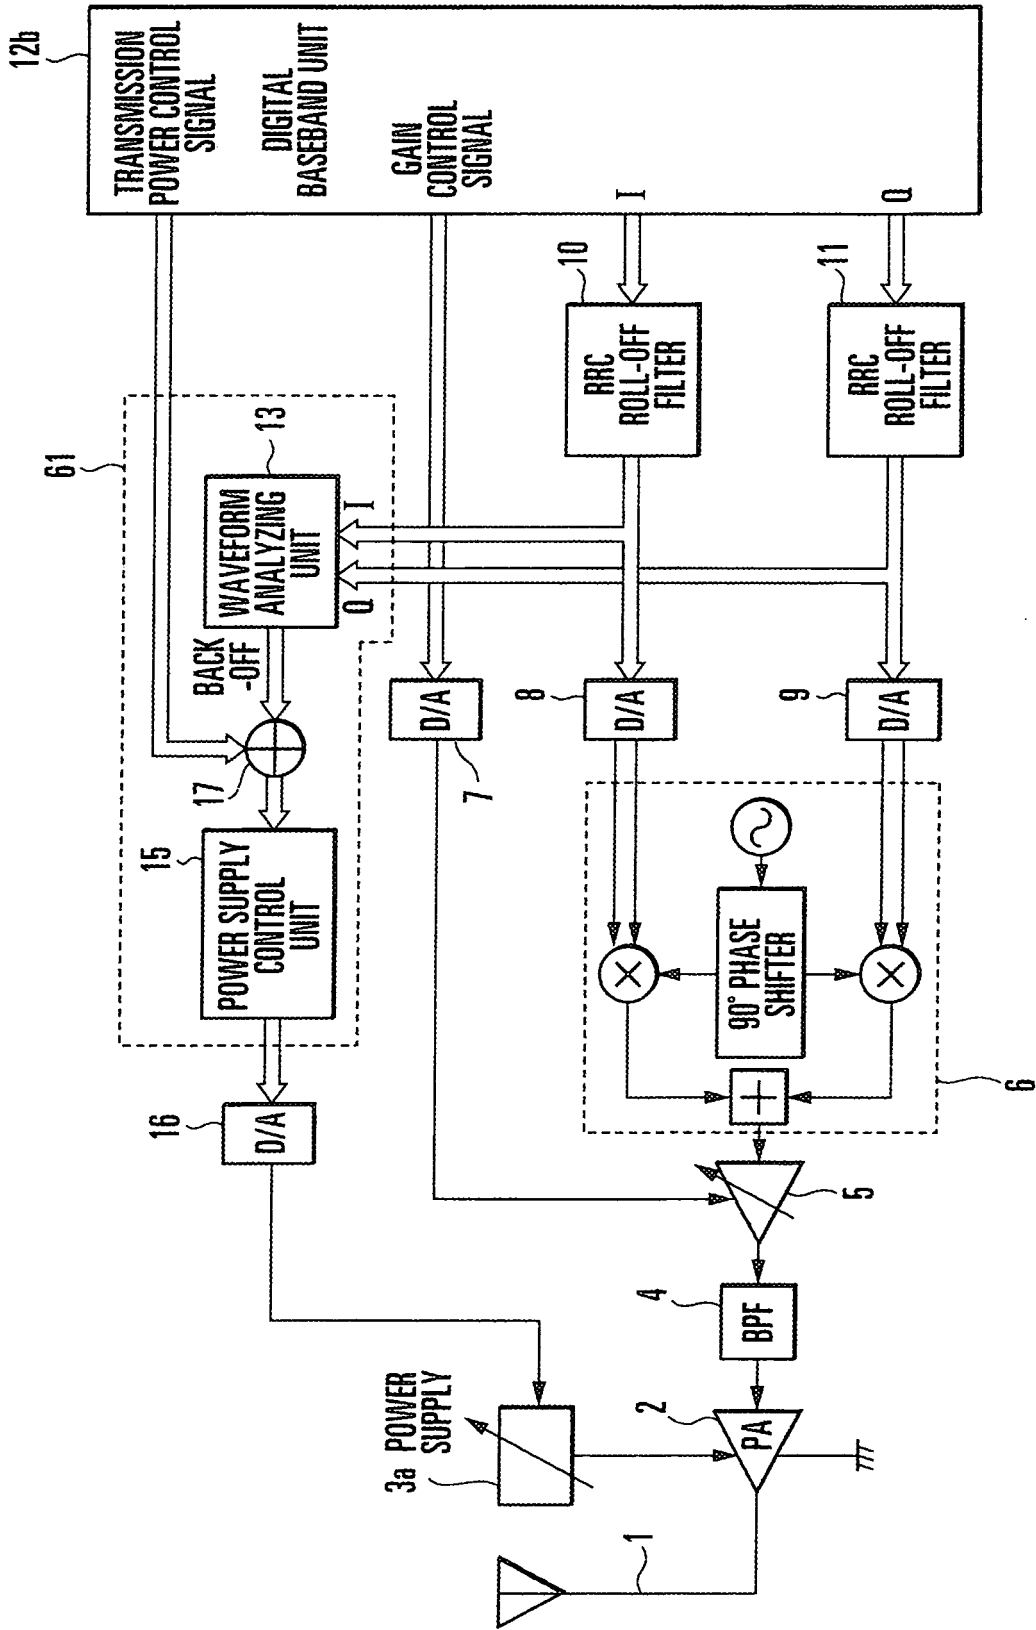 12b
TRANSMISSION
POWER CONTROL
SIGNAL
DIGITAL
BASEBAND UNIT
GAIN
CONTROL
SIGNAL
I
Q
61
13
WAVEFORM
ANALYZING
UNIT
I
Q
BACK
-OFF
17
15
POWER SUPPLY
CONTROL
UNIT
16
D/A
10
RRC
ROLL-OFF
FILTER
11
RRC
ROLL-OFF
FILTER
D/A
7
8
D/A
9
D/A
90° PHASE
SHIFTER
6
5
4
BPF
2
PA
3a POWER
SUPPLY
1